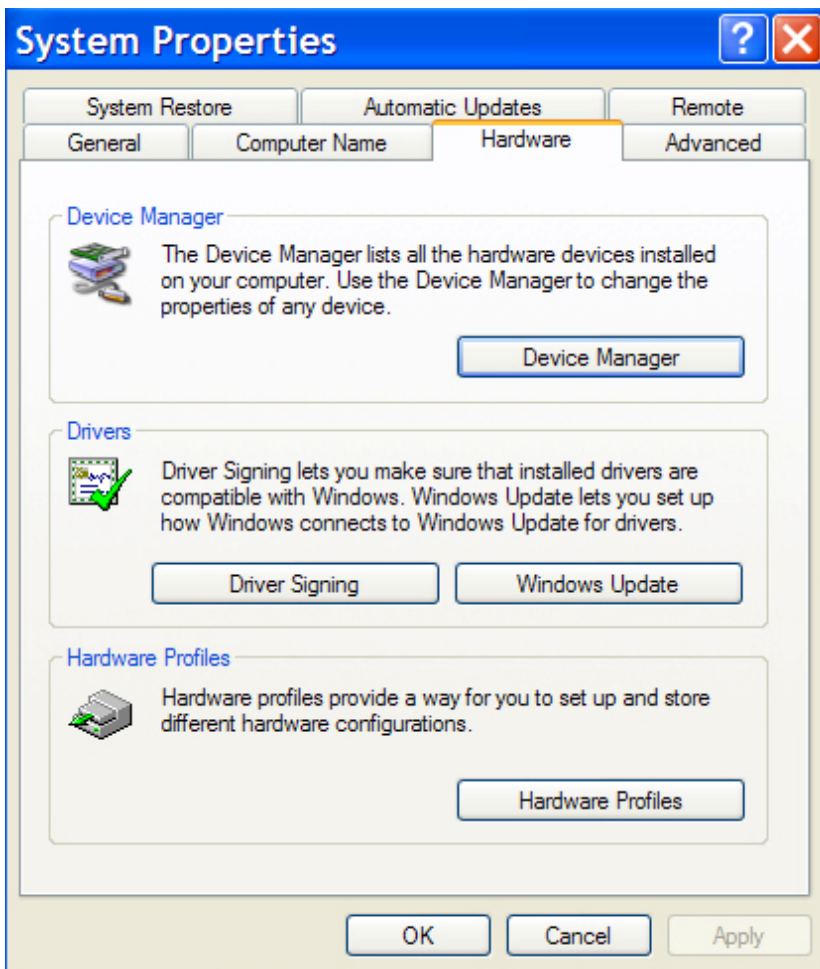 System Properties
?
System Restore Automatic Updates Remote
General Computer Name Hardware Advanced
Device Manager
The Device Manager lists all the hardware devices installed
on your computer. Use the Device Manager to change the
properties of any device.
Device Manager
Drivers
Driver Signing lets you make sure that installed drivers are
compatible with Windows. Windows Update lets you set up
how Windows connects to Windows Update for drivers.
Driver Signing Windows Update
Hardware Profiles
Hardware profiles provide a way for you to set up and store
different hardware configurations.
Hardware Profiles
OK Cancel Apply